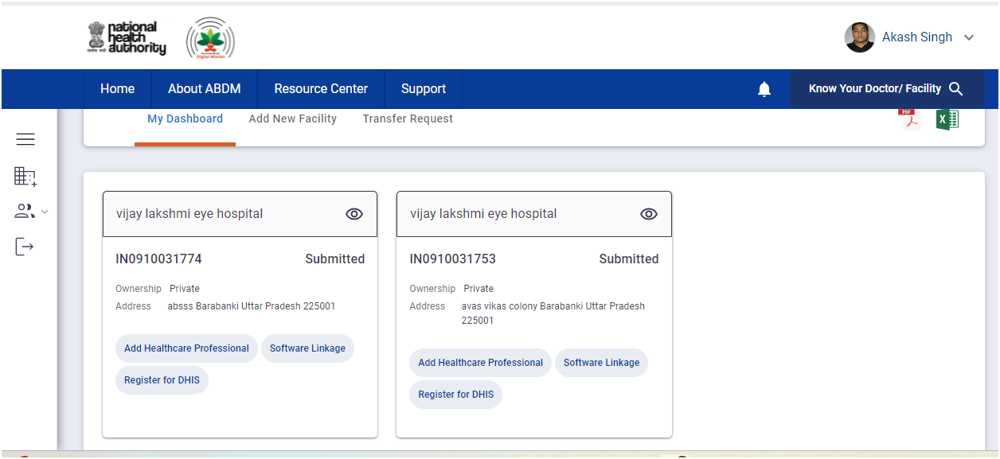 national
health
authority
Digital Mission
Akash Singh
Home About ABDM Resource Center Support Know Your Doctor/ Facility
My Dashboard Add New Facility Transfer Request
PDF
X
vijay lakshmi eye hospital
IN0910031774 Submitted
Ownership Private
Address absss Barabanki Uttar Pradesh 225001
Add Healthcare Professional Software Linkage
Register for DHIS
vijay lakshmi eye hospital
IN0910031753 Submitted
Ownership Private
Address avas vikas colony Barabanki Uttar Pradesh
225001
Add Healthcare Professional Software Linkage
Register for DHIS